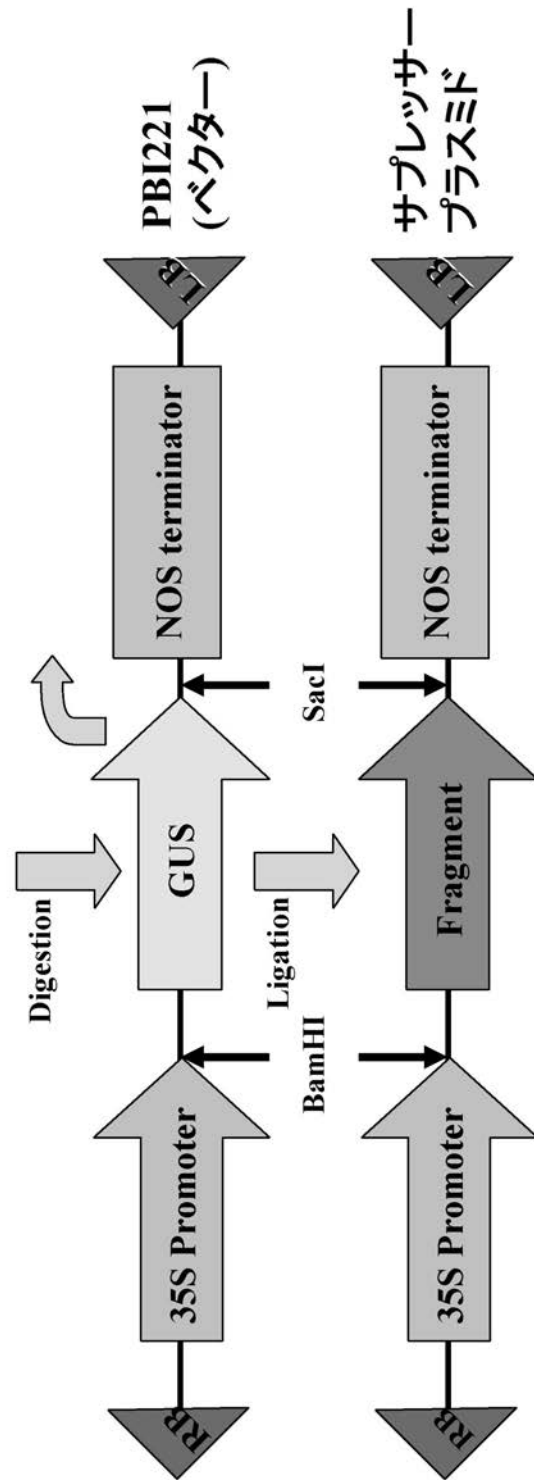 Digestion
RB
35S Promoter
GUS
NOS terminator
LB
PBI221
(ベクター)
BamHI
Ligation
SacI
RB
35S Promoter
Fragment
NOS terminator
LB
サプレッサー
プラスミド